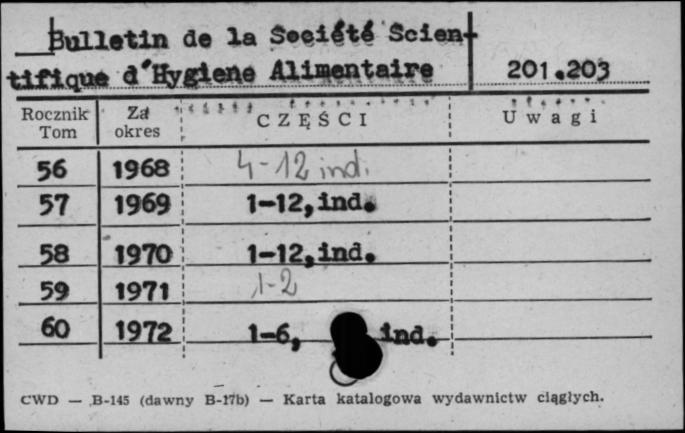 Bulletin de la Société Scien-
tifique d'Hygiene Alimentaire 201.203
Rocznik Tom Za okres CZĘŚCI Uwagi
56 1968 4-12 ind.
57 1969 1-12, ind.
58 1970 1-12, ind.
59 1971 1-2
60 1972 1-6, ind.
CWD — B-145 (dawny B-17b) — Karta katalogowa wydawnictw ciągłych.